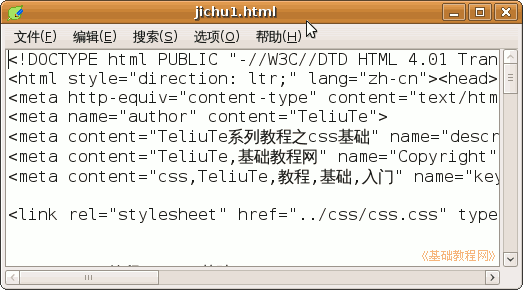 jichu1.html
文件(F) 编辑(E) 搜索(S) 选项(O) 帮助(H)
<!DOCTYPE html PUBLIC "-//W3C//DTD HTML 4.01 Tran
<html style="direction: ltr;" lang="zh-cn"><head>
<meta http-equiv="content-type" content="text/htm
<meta name="author" content="TeliuTe">
<meta content="TeliuTe系列教程之css基础" name="descr
<meta content="TeliuTe,基础教程网" name="Copyright"
<meta content="css,TeliuTe,教程,基础,入门" name="key
<link rel="stylesheet" href="../css/css.css" type
《基础教程网》